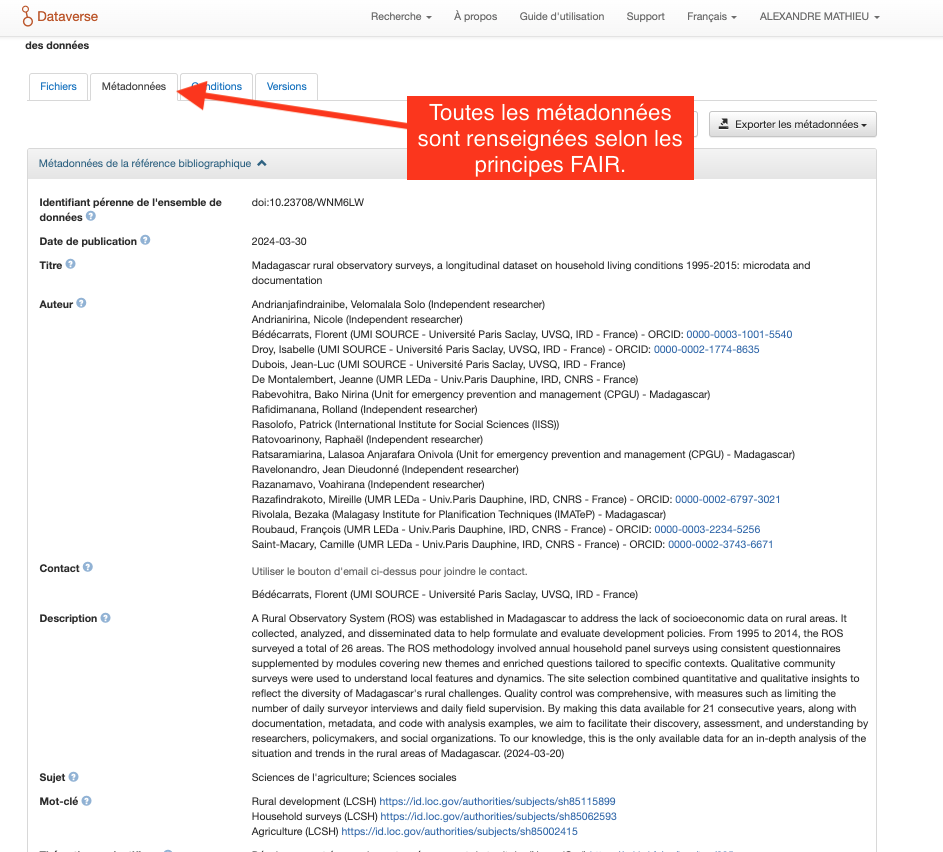 Dataverse
Recherche À propos Guide d'utilisation Support Français ALEXANDRE MATHIEU
des données
Fichiers Métadonnées Conditions Versions
Toutes les métadonnées
sont renseignées selon les
principes FAIR.
Exporter les métadonnées
Métadonnées de la référence bibliographique
Identifiant pérenne de l'ensemble de
données
doi:10.23708/WNM6LW
Date de publication
2024-03-30
Titre
Madagascar rural observatory surveys, a longitudinal dataset on household living conditions 1995-2015: microdata and
documentation
Auteur
Andrianjafindrainibe, Velomalala Solo (Independent researcher)
Andrianirina, Nicole (Independent researcher)
Bédécarrats, Florent (UMI SOURCE - Université Paris Saclay, UVSQ, IRD - France) - ORCID: 0000-0003-1001-5540
Droy, Isabelle (UMI SOURCE - Université Paris Saclay, UVSQ, IRD - France) - ORCID: 0000-0002-1774-8635
Dubois, Jean-Luc (UMI SOURCE - Université Paris Saclay, UVSQ, IRD - France)
De Montalembert, Jeanne (UMR LEDa - Univ.Paris Dauphine, IRD, CNRS - France)
Rabevohitra, Bako Nirina (Unit for emergency prevention and management (CPGU) - Madagascar)
Rafidimanana, Rolland (Independent researcher)
Rasolofo, Patrick (International Institute for Social Sciences (IISS))
Ratovoarinony, Raphaël (Independent researcher)
Ratsaramiarina, Lalasoa Anjarafara Onivola (Unit for emergency prevention and management (CPGU) - Madagascar)
Ravelonandro, Jean Dieudonné (Independent researcher)
Razanamavo, Voahirana (Independent researcher)
Razafindrakoto, Mireille (UMR LEDa - Univ.Paris Dauphine, IRD, CNRS - France) - ORCID: 0000-0002-6797-3021
Rivolala, Bezaka (Malagasy Institute for Planification Techniques (IMATeP) - Madagascar)
Roubaud, François (UMR LEDa - Univ.Paris Dauphine, IRD, CNRS - France) - ORCID: 0000-0003-2234-5256
Saint-Macary, Camille (UMR LEDa - Univ.Paris Dauphine, IRD, CNRS - France) - ORCID: 0000-0002-3743-6671
Contact
Utiliser le bouton d'email ci-dessus pour joindre le contact.
Bédécarrats, Florent (UMI SOURCE - Université Paris Saclay, UVSQ, IRD - France)
Description
A Rural Observatory System (ROS) was established in Madagascar to address the lack of socioeconomic data on rural areas. It
collected, analyzed, and disseminated data to help formulate and evaluate development policies. From 1995 to 2014, the ROS
surveyed a total of 26 areas. The ROS methodology involved annual household panel surveys using consistent questionnaires
supplemented by modules covering new themes and enriched questions tailored to specific contexts. Qualitative community
surveys were used to understand local features and dynamics. The site selection combined quantitative and qualitative insights to
reflect the diversity of Madagascar's rural challenges. Quality control was comprehensive, with measures such as limiting the
number of daily surveyor interviews and daily field supervision. By making this data available for 21 consecutive years, along with
documentation, metadata, and code with analysis examples, we aim to facilitate their discovery, assessment, and understanding by
researchers, policymakers, and social organizations. To our knowledge, this is the only available data for an in-depth analysis of the
situation and trends in the rural areas of Madagascar. (2024-03-20)
Sujet
Sciences de l'agriculture; Sciences sociales
Mot-clé
Rural development (LCSH) https://id.loc.gov/authorities/subjects/sh85115899
Household surveys (LCSH) https://id.loc.gov/authorities/subjects/sh85062593
Agriculture (LCSH) https://id.loc.gov/authorities/subjects/sh85002415